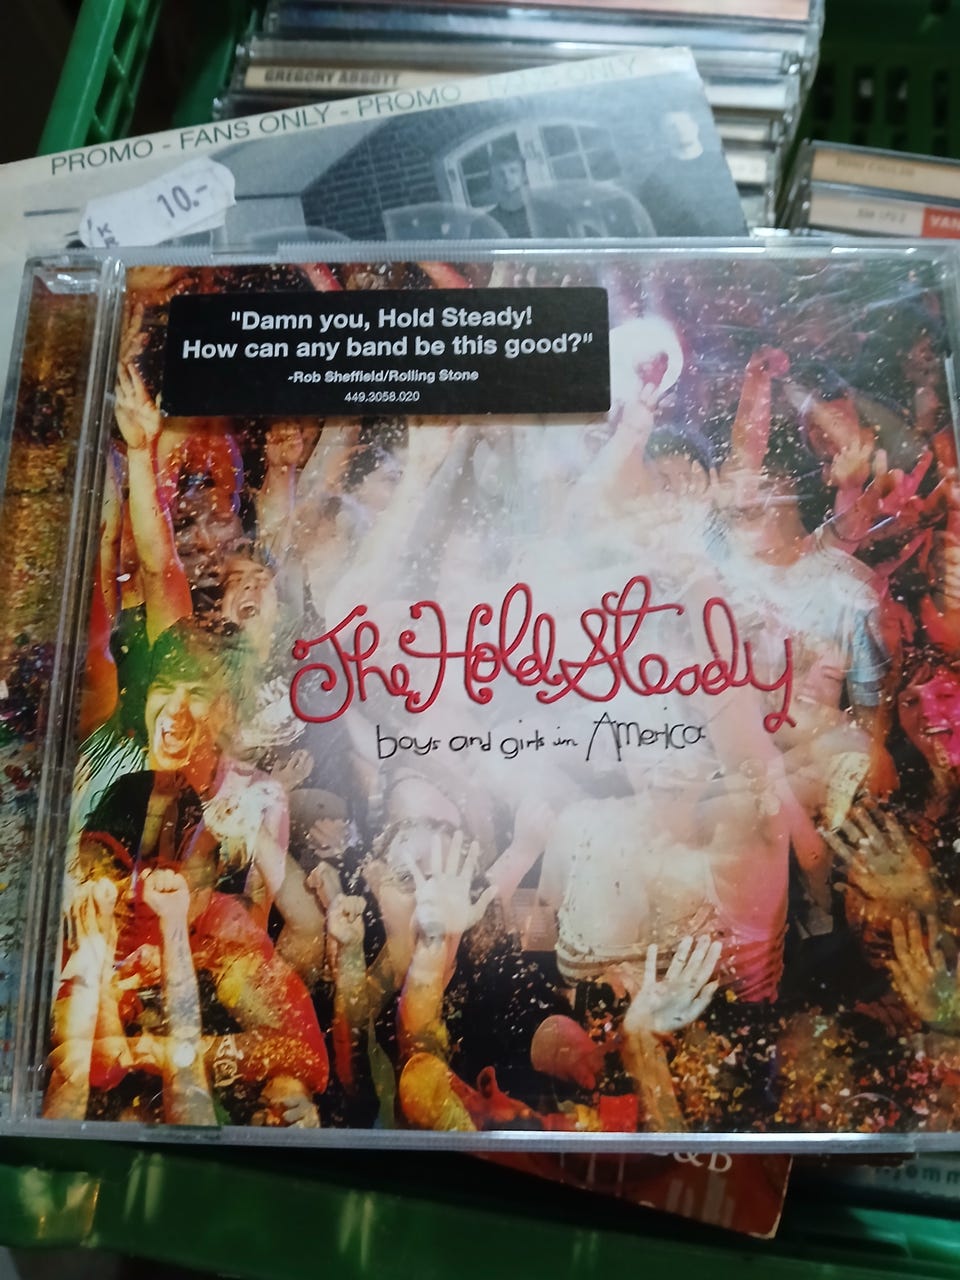 GREGORY ABBOTT
PROMO - FANS ONLY - PROMO - FANS ONLY
10.-
KR
"Damn you, Hold Steady!
How can any band be this good?"
-Rob Sheffield/Rolling Stone
449.3058.020
The Hold Steady
boys and girls in America